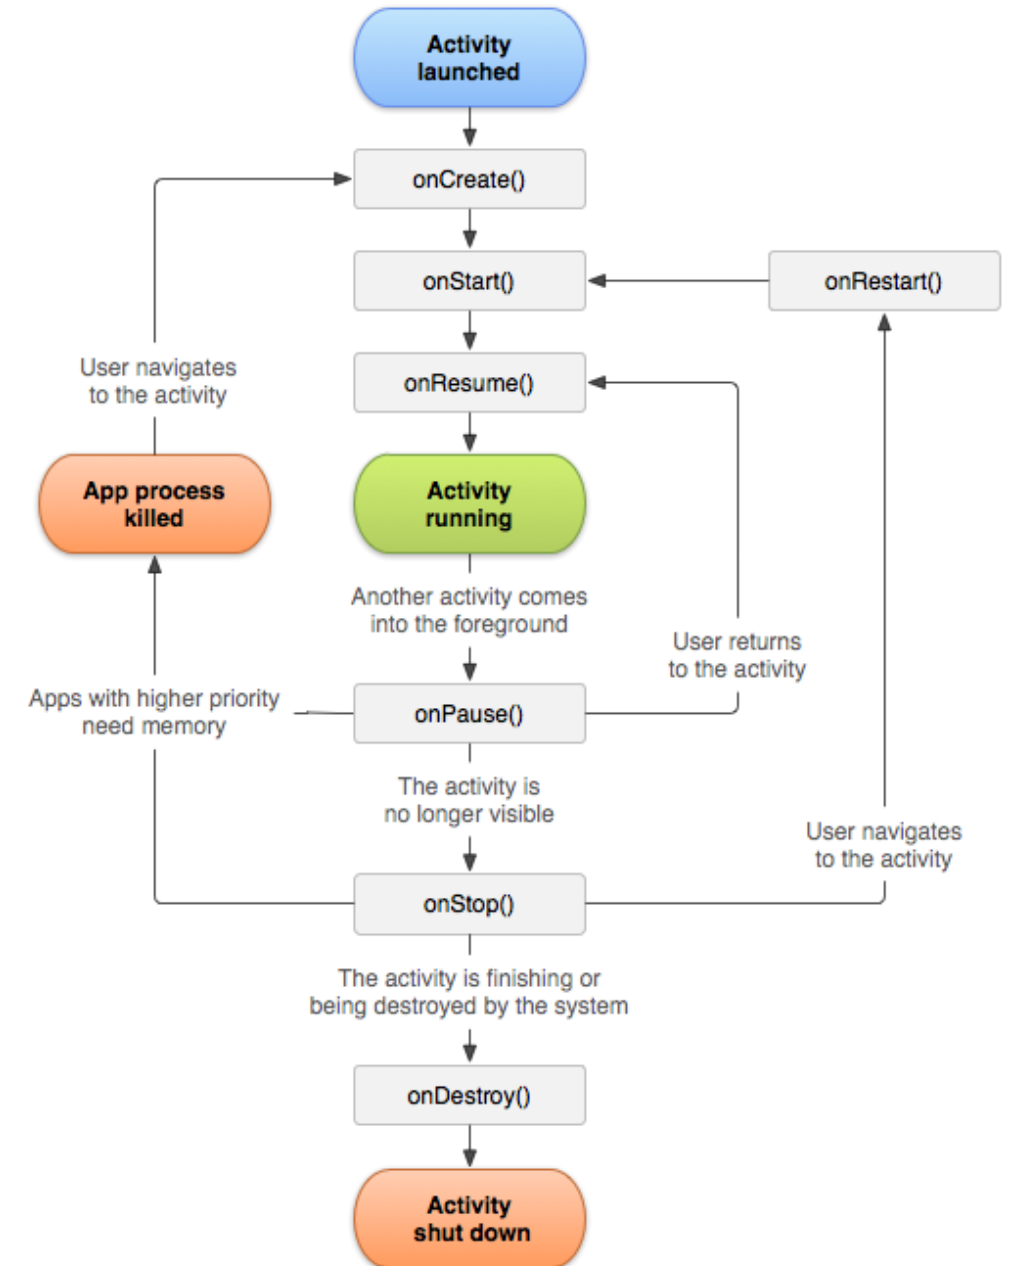 Activity
launched
onCreate()
onStart()
onRestart()
onResume()
User navigates
to the activity
App process
killed
Activity
running
Another activity comes
into the foreground
User returns
to the activity
Apps with higher priority
need memory
onPause()
The activity is
no longer visible
User navigates
to the activity
onStop()
The activity is finishing or
being destroyed by the system
onDestroy()
Activity
shut down